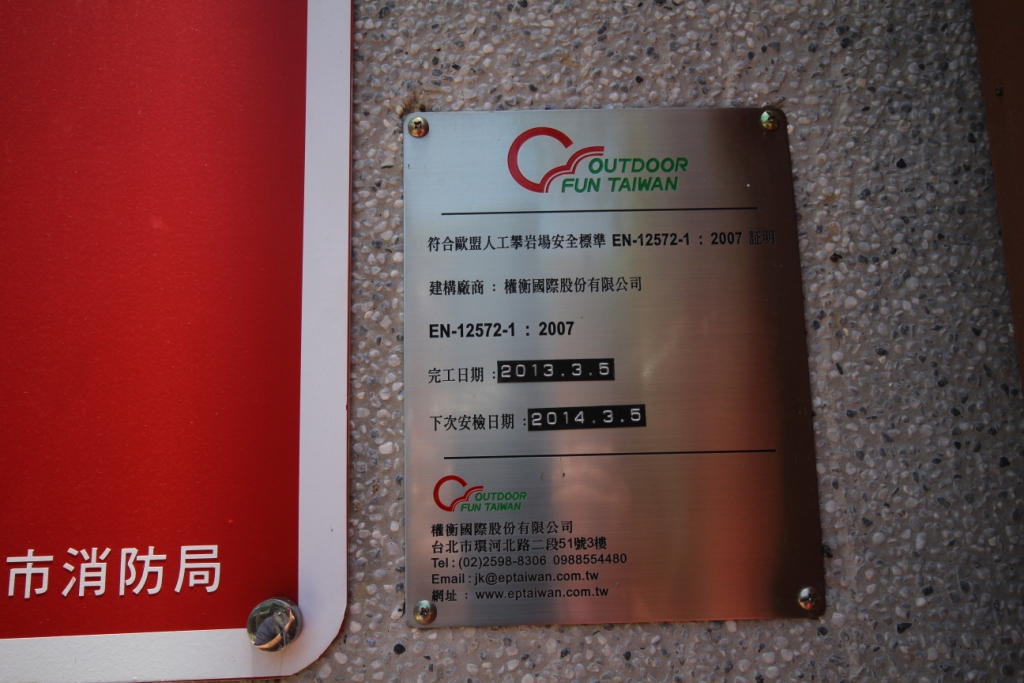 OUTDOOR
FUN TAIWAN
符合歐盟人工攀岩場安全標準 EN-12572-1 : 2007 証明
建構廠商 : 權衡國際股份有限公司
EN-12572-1 : 2007
完工日期 : 2013.3.5
下次安檢日期 : 2014.3.5
OUTDOOR
FUN TAIWAN
權衡國際股份有限公司
台北市環河北路二段51號3樓
Tel : (02)2598-8306 0988554480
Email : jk@eptaiwan.com.tw
網址 : www.eptaiwan.com.tw
市消防局